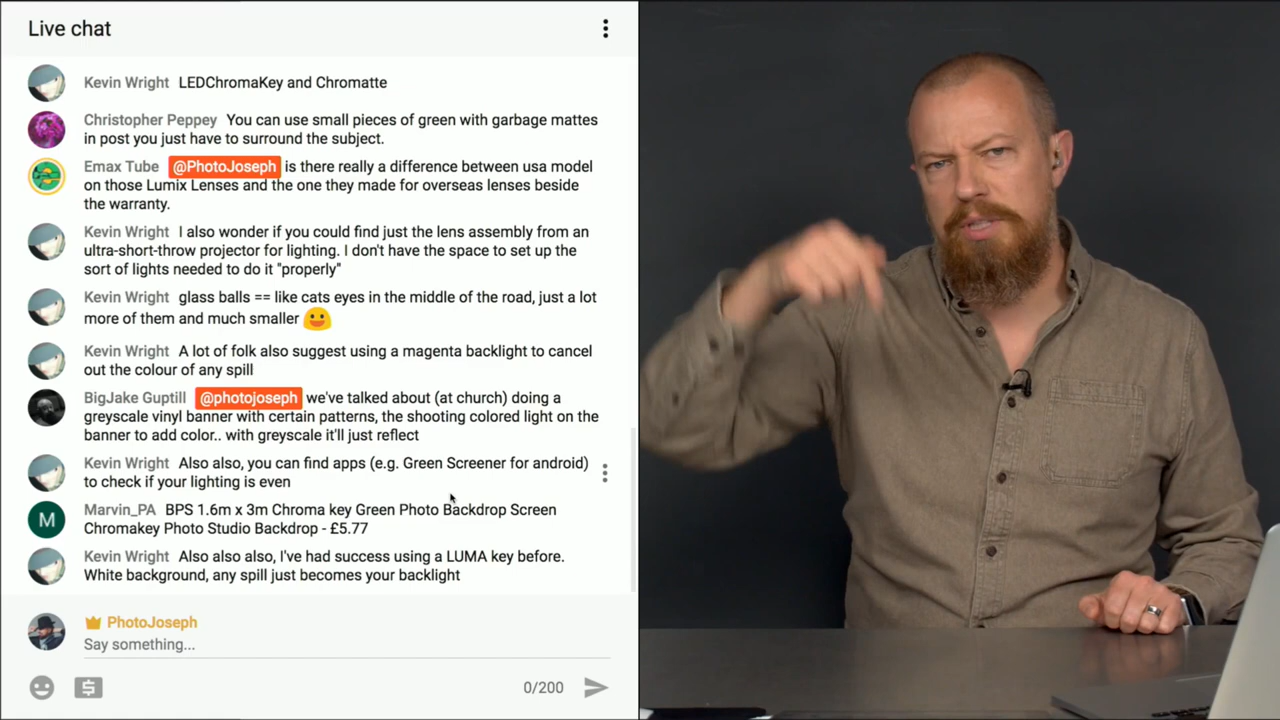 Live chat
Kevin Wright LEDChromaKey and Chromatte
Christopher Peppey You can use small pieces of green with garbage mattes
in post you just have to surround the subject.
Emax Tube @PhotoJoseph is there really a difference between usa model
on those Lumix Lenses and the one they made for overseas lenses beside
the warranty.
Kevin Wright I also wonder if you could find just the lens assembly from an
ultra-short-throw projector for lighting. I don't have the space to set up the
sort of lights needed to do it "properly"
Kevin Wright glass balls == like cats eyes in the middle of the road, just a lot
more of them and much smaller
Kevin Wright A lot of folk also suggest using a magenta backlight to cancel
out the colour of any spill
BigJake Guptill @photojoseph we've talked about (at church) doing a
greyscale vinyl banner with certain patterns, the shooting colored light on the
banner to add color.. with greyscale it'll just reflect
Kevin Wright Also also, you can find apps (e.g. Green Screener for android)
to check if your lighting is even
M Marvin_PA BPS 1.6m x 3m Chroma key Green Photo Backdrop Screen
Chromakey Photo Studio Backdrop - £5.77
Kevin Wright Also also also, I've had success using a LUMA key before.
White background, any spill just becomes your backlight
PhotoJoseph
Say something...
0/200